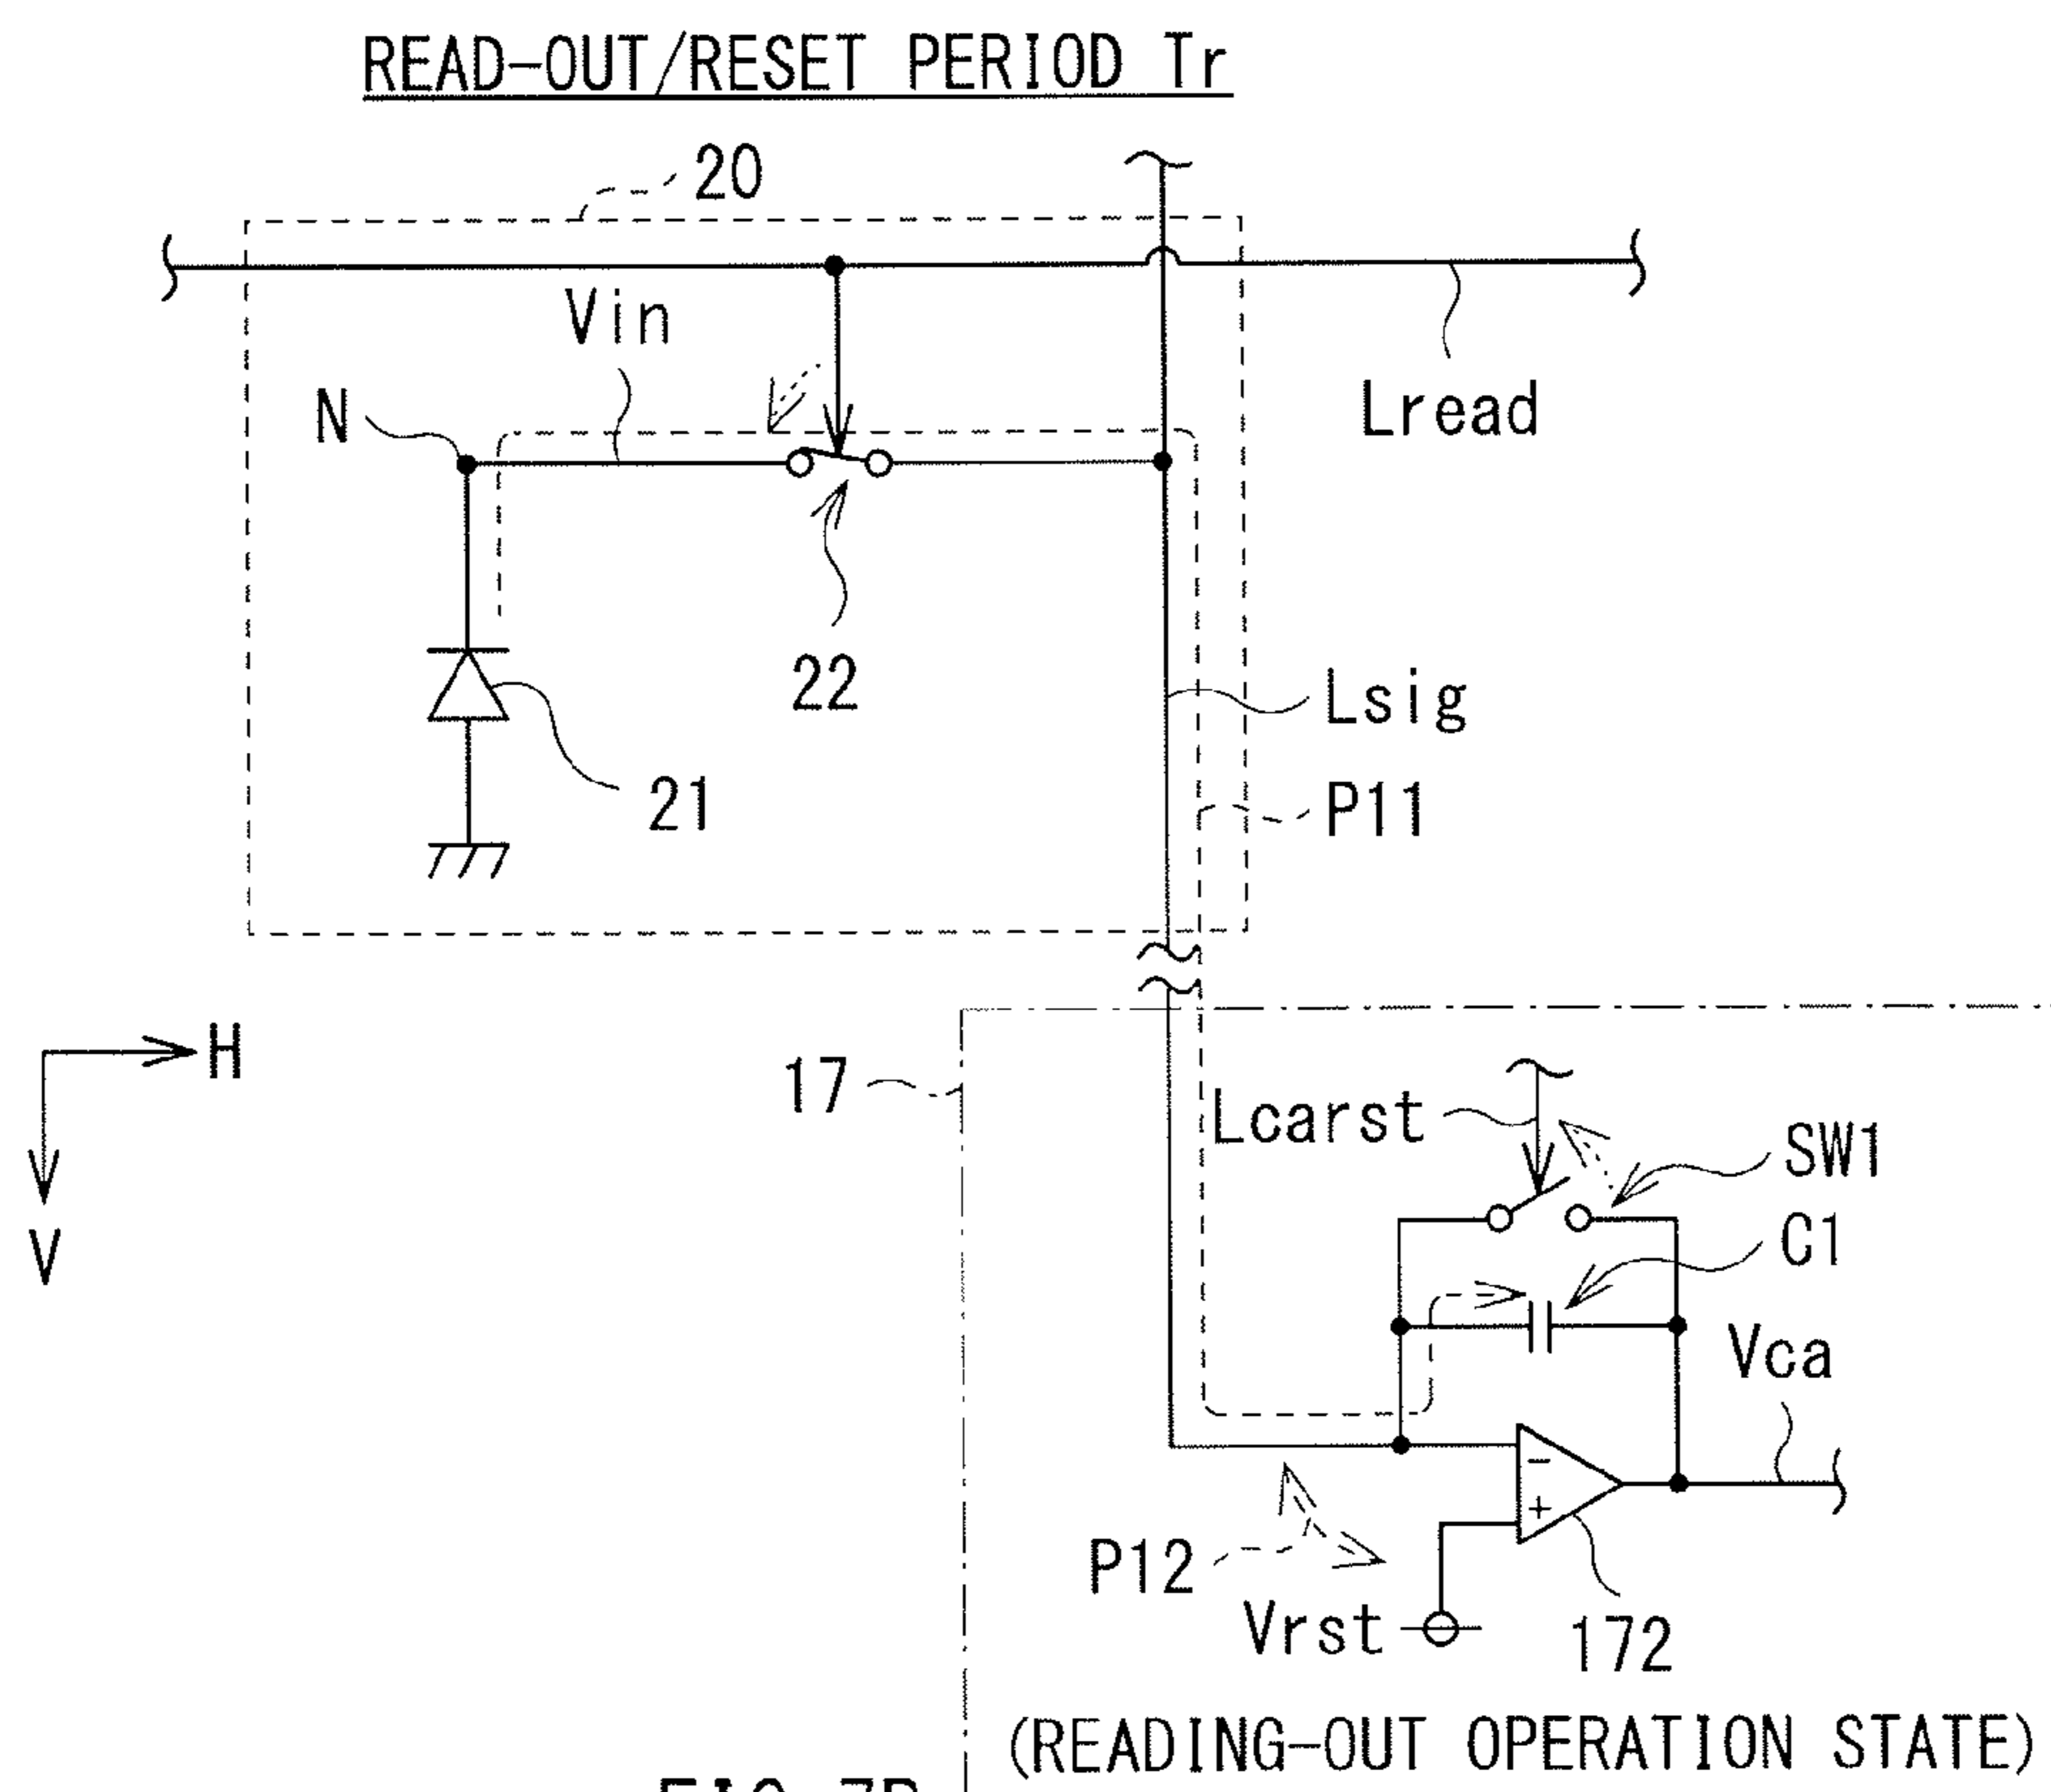 READ-OUT/RESET PERIOD Tr
20
Vin
N
Lread
22
Lsig
21
P11
H
17
Lcarst
SW1
V
C1
Vca
−
+
P12
Vrst
172
(READING-OUT OPERATION STATE)